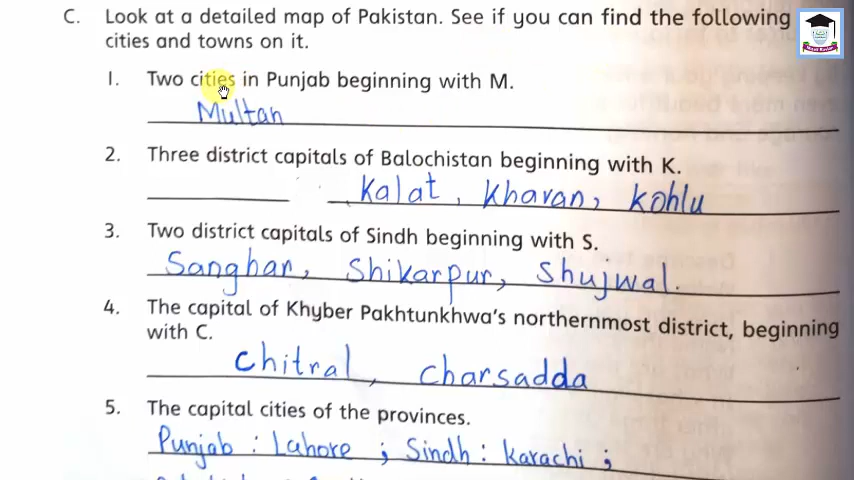 C. Look at a detailed map of Pakistan. See if you can find the following
cities and towns on it.
1. Two cities in Punjab beginning with M.
Multan
2. Three district capitals of Balochistan beginning with K.
Kalat, Kharan, Kohlu
3. Two district capitals of Sindh beginning with S.
Sanghar, Shikarpur, Shujwal.
4. The capital of Khyber Pakhtunkhwa's northernmost district, beginning
with C.
Chitral, Charsadda
5. The capital cities of the provinces.
Punjab : Lahore ; Sindh : Karachi ;